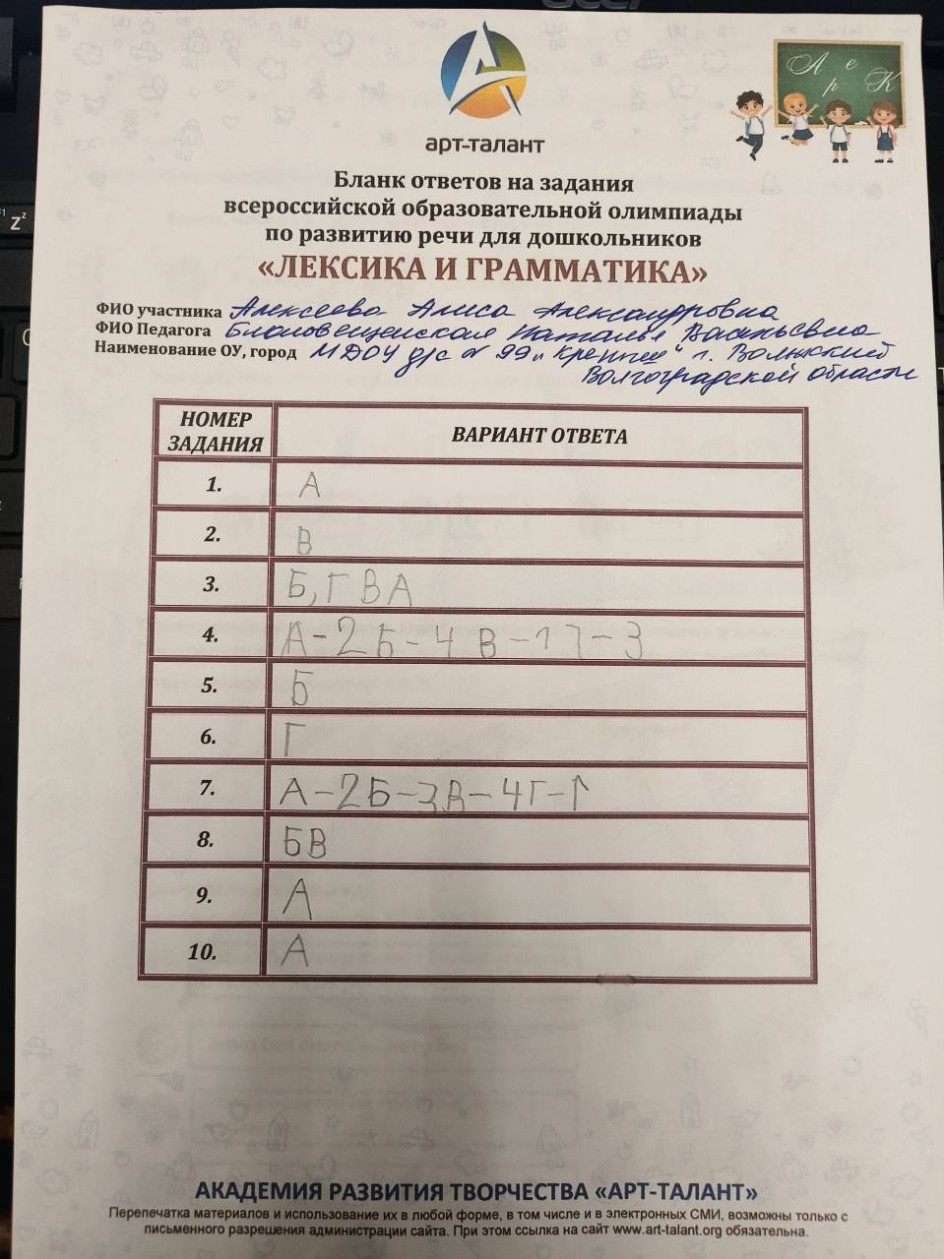 арт-талант
Бланк ответов на задания
всероссийской образовательной олимпиады
по развитию речи для дошкольников
«ЛЕКСИКА И ГРАММАТИКА»
ФИО участника Алексеева Алиса Александровна
ФИО Педагога Наталья Васильевна
Наименование ОУ, город МДОУ д/с № 99 г. Волжский
Волгоградской области
НОМЕР ЗАДАНИЯ ВАРИАНТ ОТВЕТА
1. А
2. В
3. Б, Г В А
4. А-2 Б-4 В-1 Г-3
5. Б
6. Г
7. А-2 Б-3 В-4 Г-1
8. БВ
9. А
10. А
АКАДЕМИЯ РАЗВИТИЯ ТВОРЧЕСТВА «АРТ-ТАЛАНТ»
Перепечатка материалов и использование их в любой форме, в том числе и в электронных СМИ, возможны только с
письменного разрешения администрации сайта. При этом ссылка на сайт www.art-talant.org обязательна.